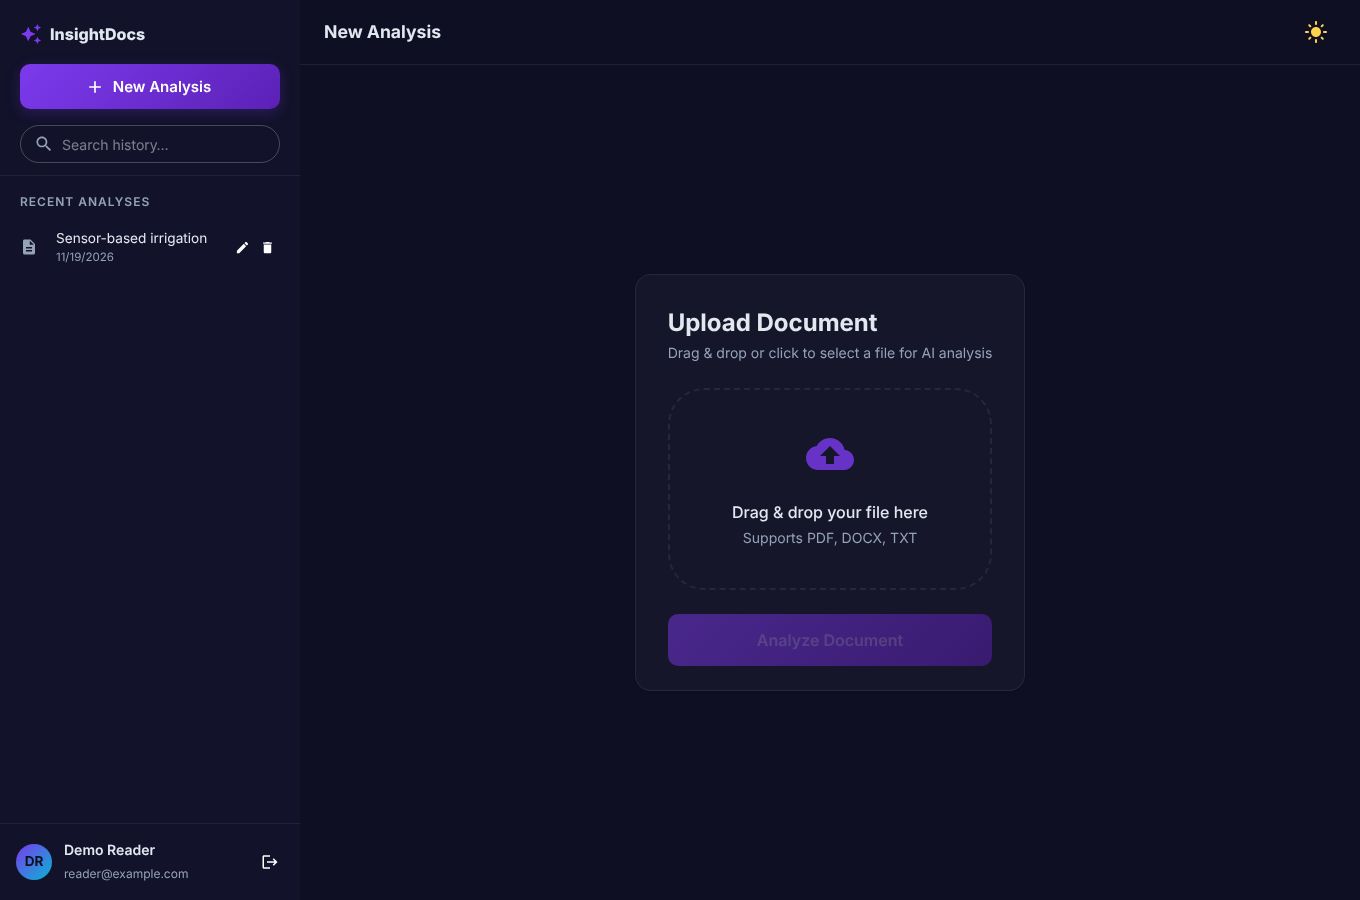 InsightDocs
New Analysis
Search history...
RECENT ANALYSES
Sensor-based irrigation
11/19/2026
DR
Demo Reader
reader@example.com
New Analysis
Upload Document
Drag & drop or click to select a file for AI analysis
Drag & drop your file here
Supports PDF, DOCX, TXT
Analyze Document